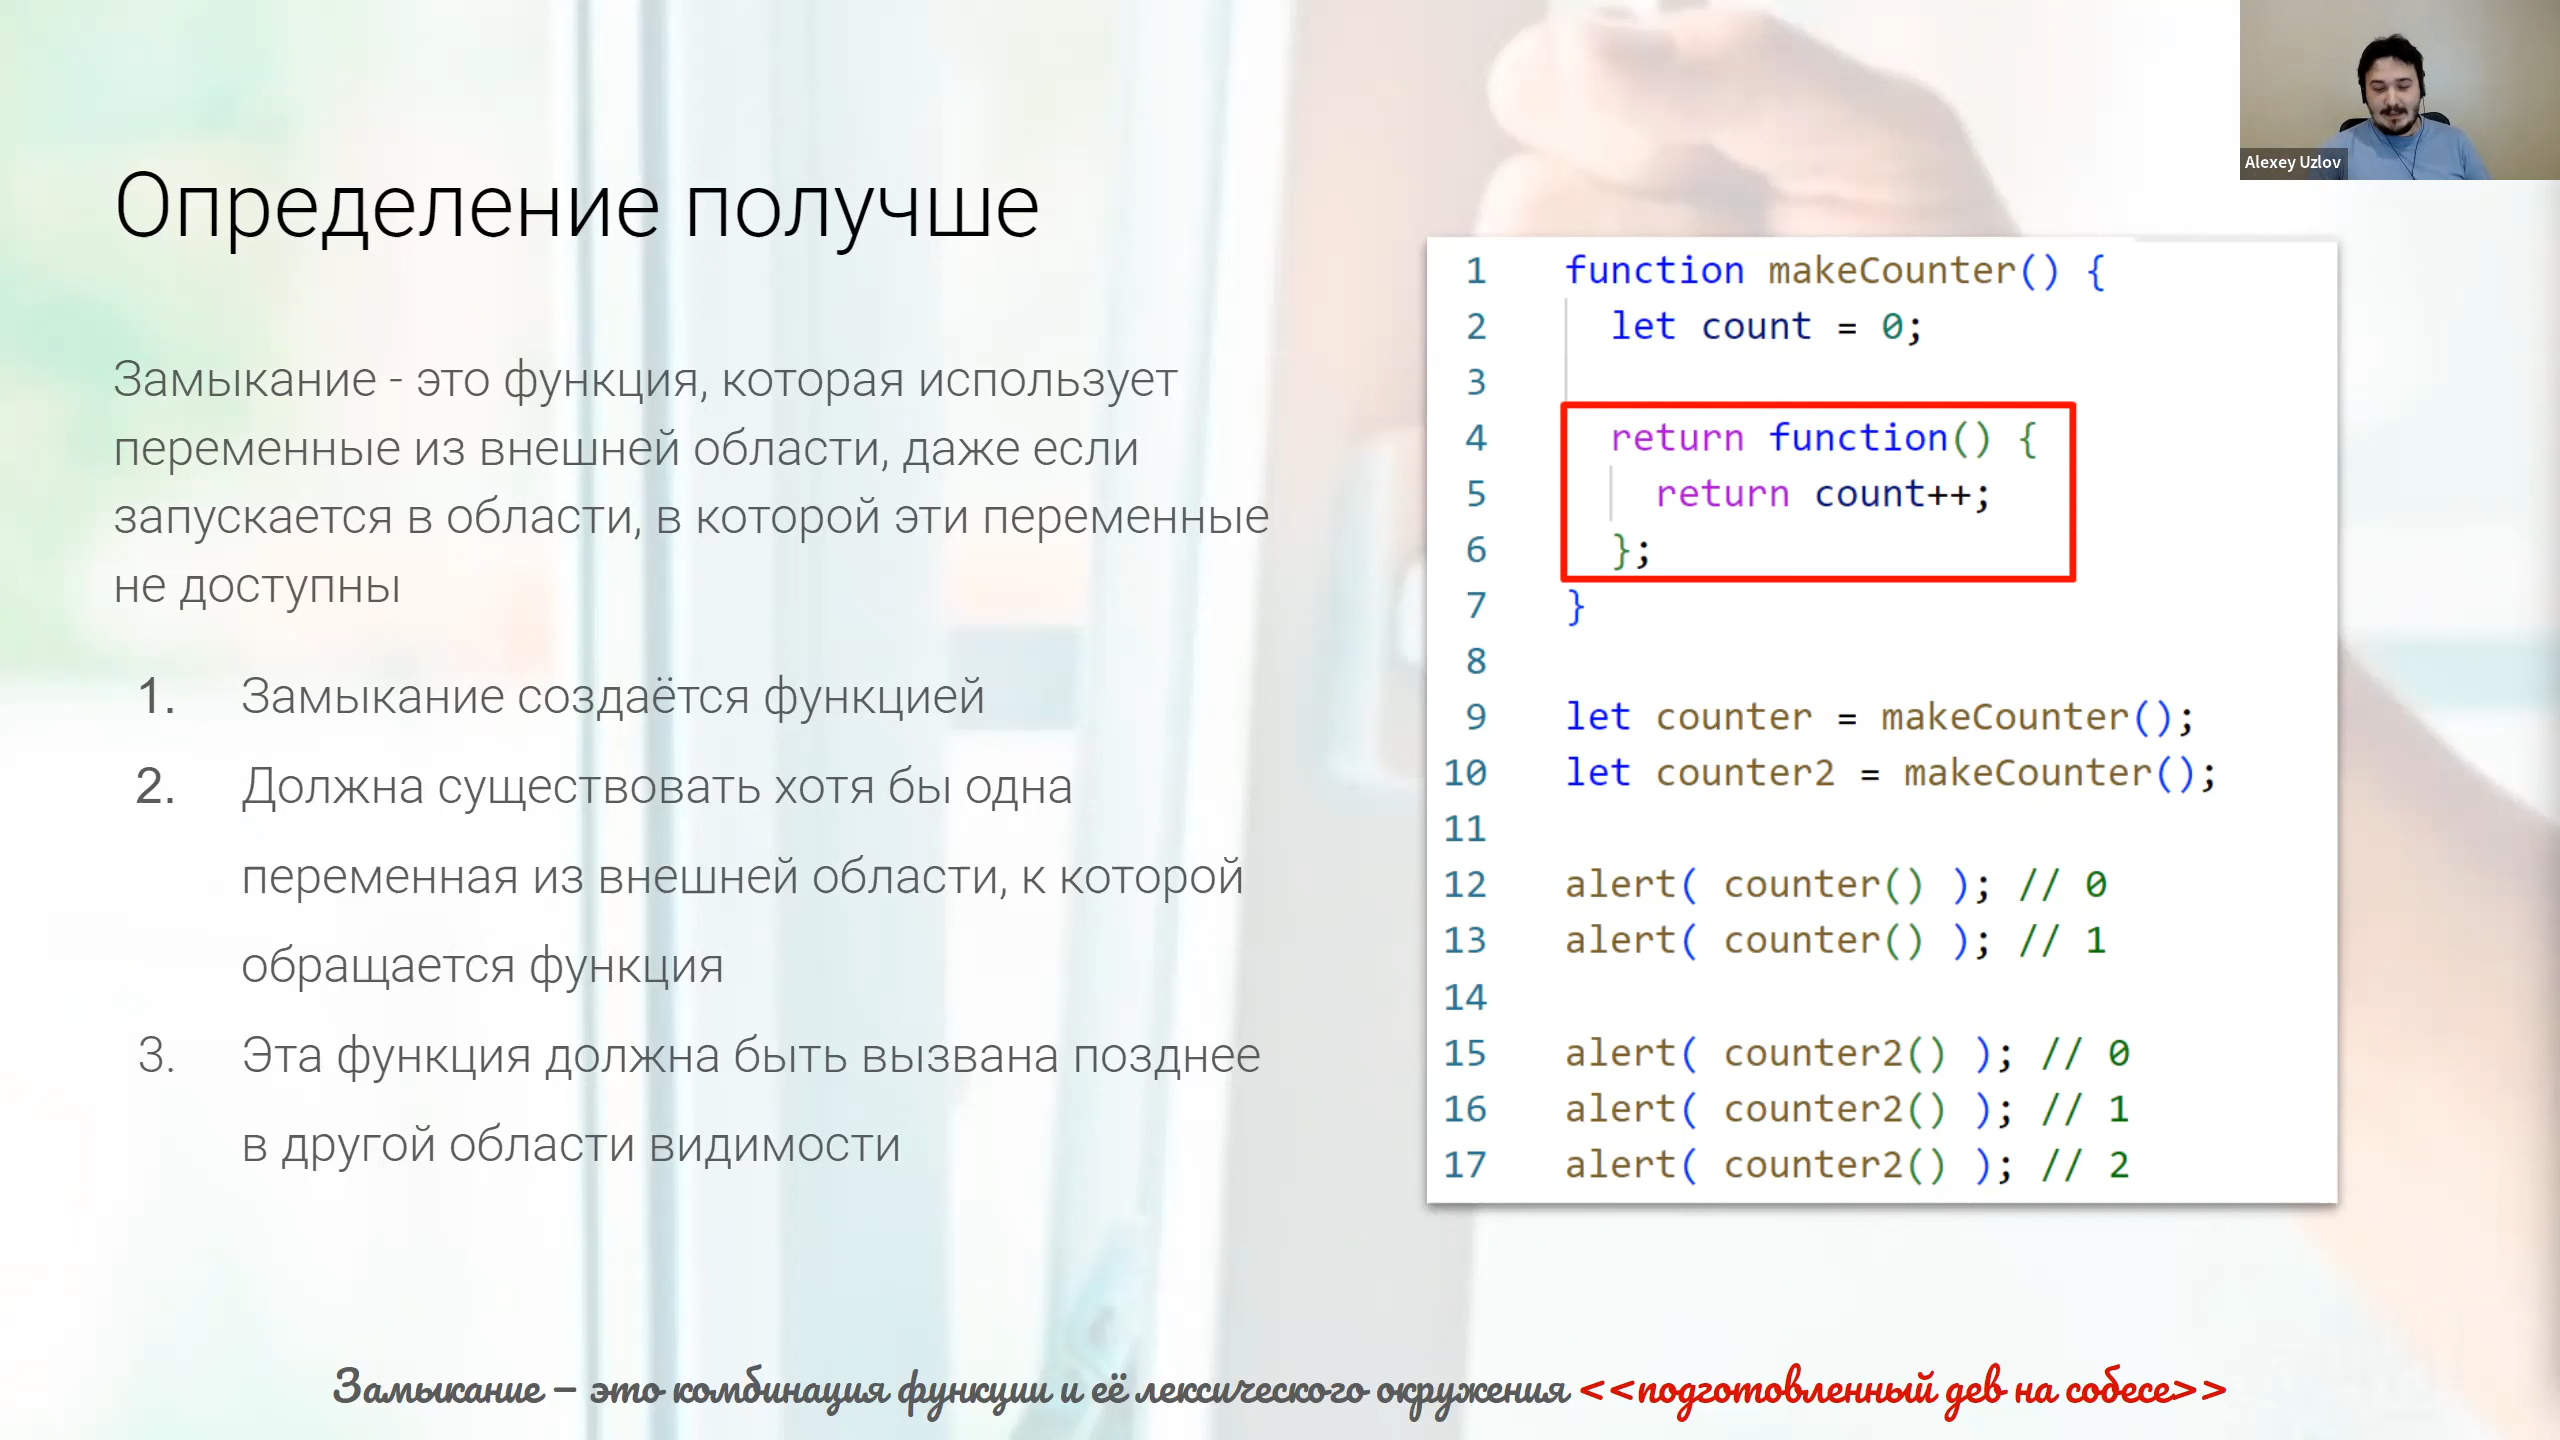 Определение получше
Замыкание - это функция, которая использует
переменные из внешней области, даже если
запускается в области, в которой эти переменные
не доступны
1. Замыкание создаётся функцией
2. Должна существовать хотя бы одна
переменная из внешней области, к которой
обращается функция
3. Эта функция должна быть вызвана позднее
в другой области видимости
Alexey Uzlov
1 function makeCounter() {
2 let count = 0;
3
4 return function() {
5 return count++;
6 };
7 }
8
9 let counter = makeCounter();
10 let counter2 = makeCounter();
11
12 alert( counter() ); // 0
13 alert( counter() ); // 1
14
15 alert( counter2() ); // 0
16 alert( counter2() ); // 1
17 alert( counter2() ); // 2
Замыкание – это комбинация функции и её лексического окружения <<подготовленный дев на собесе>>